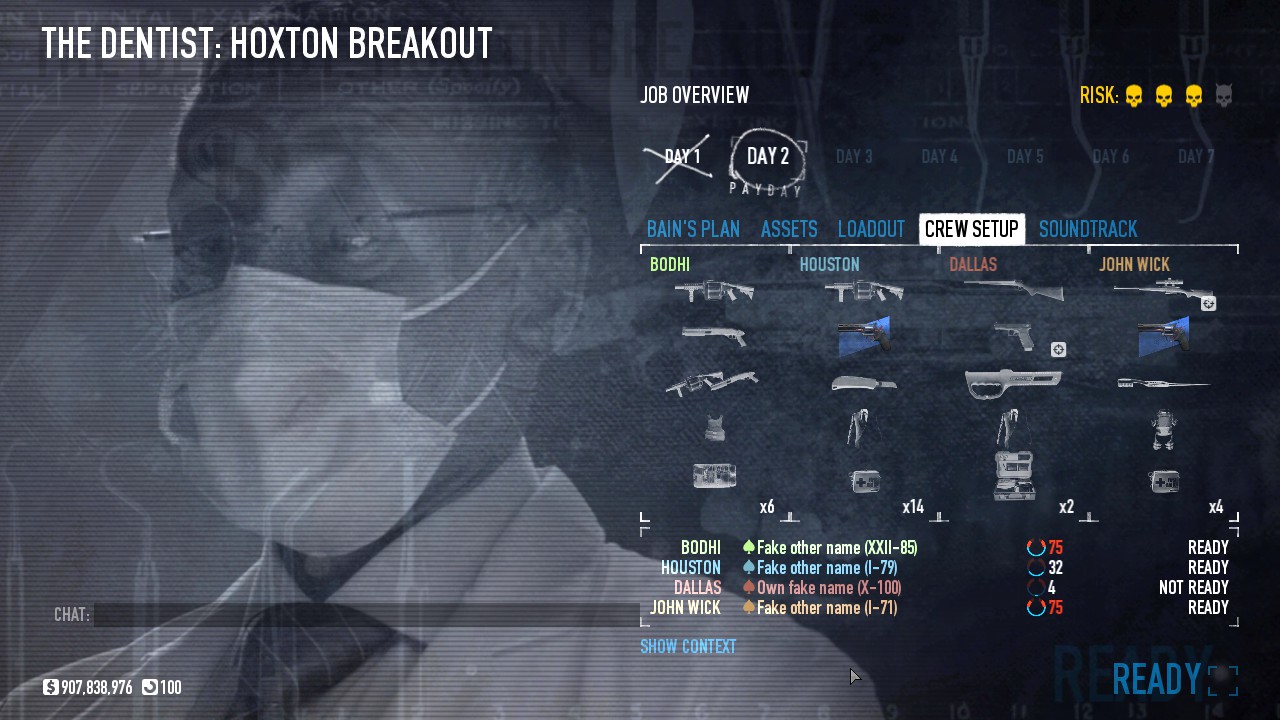 THE DENTIST: HOXTON BREAKOUT
JOB OVERVIEW
RISK:
DAY 1
DAY 2
DAY 3
DAY 4
DAY 5
DAY 6
DAY 7
PAYDAY
BAIN'S PLAN
ASSETS
LOADOUT
CREW SETUP
SOUNDTRACK
BODHI
HOUSTON
DALLAS
JOHN WICK
x6
x14
x2
x4
BODHI Fake other name (XXII-85) 75 READY
HOUSTON Fake other name (I-79) 32 READY
DALLAS Own fake name (X-100) 4 NOT READY
JOHN WICK Fake other name (I-71) 75 READY
CHAT:
SHOW CONTEXT
907,838,976 100
READY